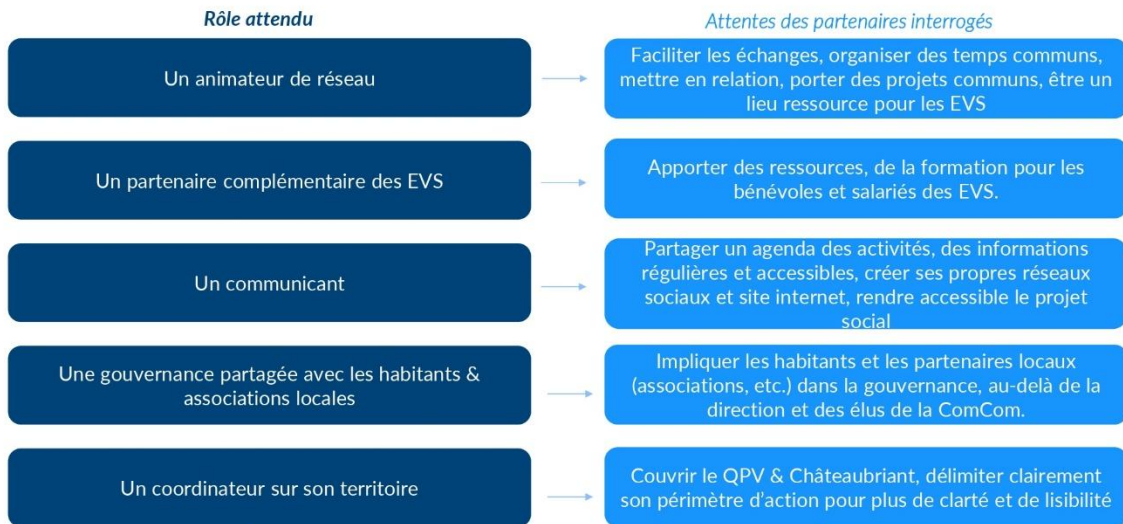 Rôle attendu
Attentes des partenaires interrogés
Un animateur de réseau
Faciliter les échanges, organiser des temps communs,
mettre en relation, porter des projets communs, être un
lieu ressource pour les EVS
Un partenaire complémentaire des EVS
Apporter des ressources, de la formation pour les
bénévoles et salariés des EVS.
Un communicant
Partager un agenda des activités, des informations
régulières et accessibles, créer ses propres réseaux
sociaux et site internet, rendre accessible le projet
social
Une gouvernance partagée avec les habitants &
associations locales
Impliquer les habitants et les partenaires locaux
(associations, etc.) dans la gouvernance, au-delà de la
direction et des élus de la ComCom.
Un coordinateur sur son territoire
Couvrir le QPV & Châteaubriant, délimiter clairement
son périmètre d’action pour plus de clarté et de lisibilité